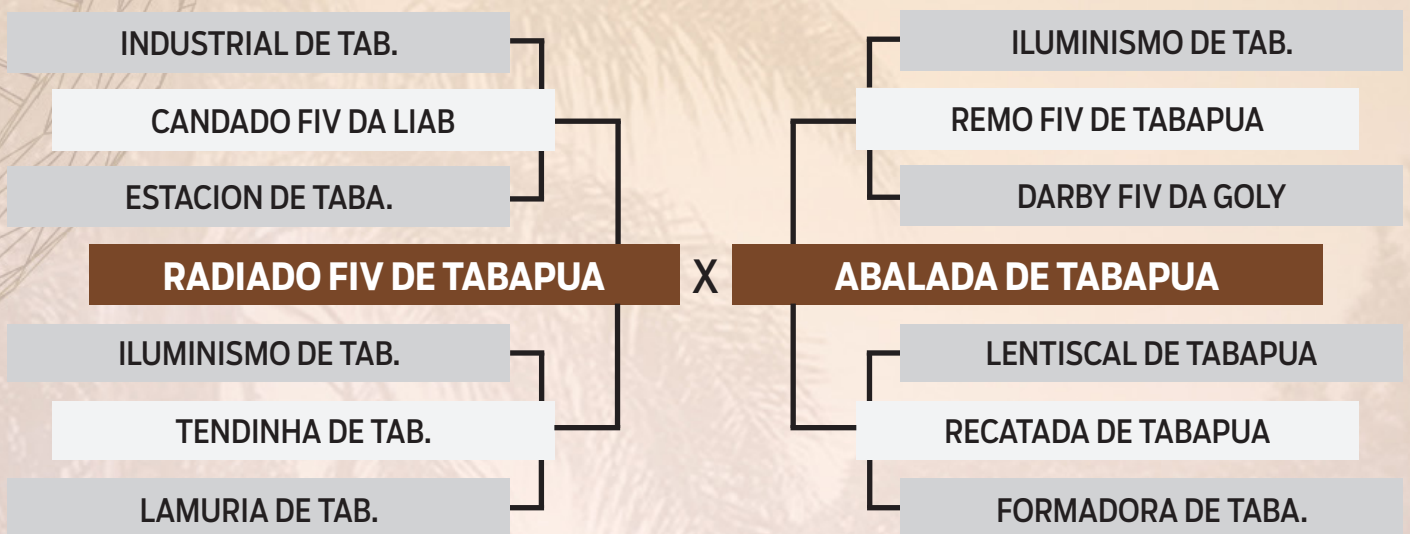 INDUSTRIAL DE TAB.
ILUMINISMO DE TAB.
CANDADO FIV DA LIAB
REMO FIV DE TABAPUA
ESTACION DE TABA.
DARBY FIV DA GOLY
RADIADO FIV DE TABAPUA X ABALADA DE TABAPUA
ILUMINISMO DE TAB.
LENTISCAL DE TABAPUA
TENDINHA DE TAB.
RECATADA DE TABAPUA
LAMURIA DE TAB.
FORMADORA DE TABA.